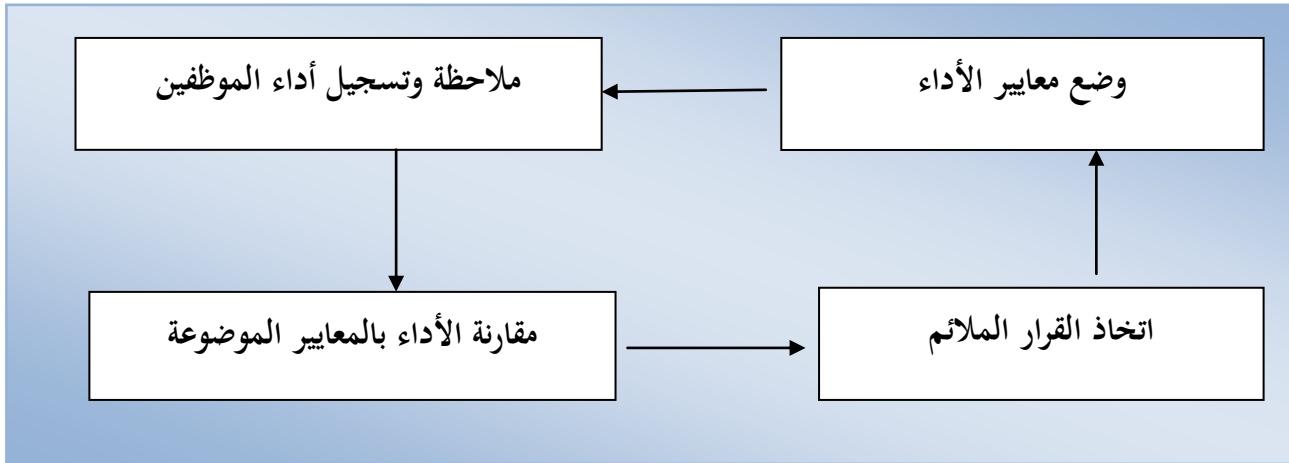 وضع معايير الأداء
ملاحظة وتسجيل أداء الموظفين
مقارنة الأداء بالمعايير الموضوعة
اتخاذ القرار الملائم